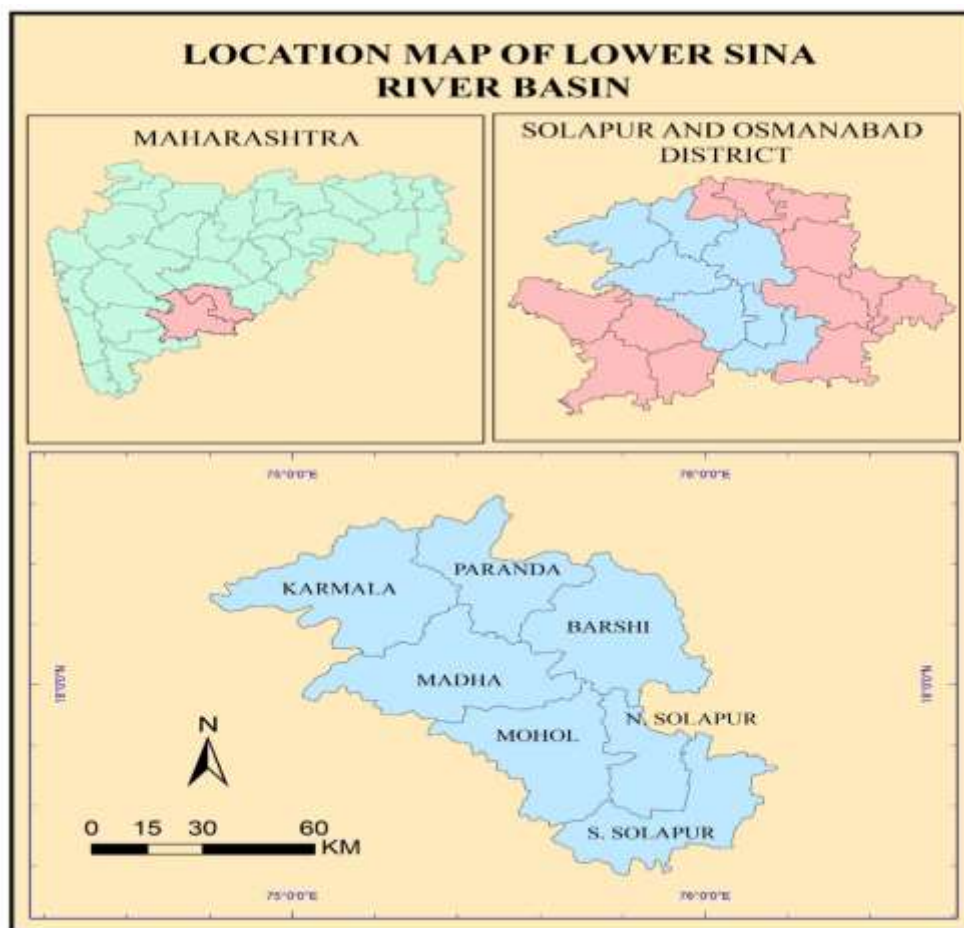 LOCATION MAP OF LOWER SINA
RIVER BASIN
MAHARASHTRA
SOLAPUR AND OSMANABAD
DISTRICT
75°0'0"E
76°0'0"E
KARMALA
PARANDA
BARSHI
18°0'0"N
18°0'0"N
MADHA
MOHOL
N. SOLAPUR
S. SOLAPUR
N
0 15 30 60
KM
75°0'0"E
76°0'0"E